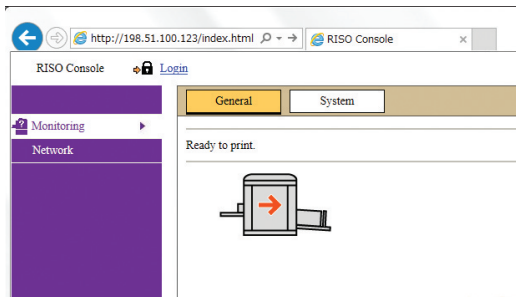 http://198.51.100.123/index.html
RISO Console
RISO Console
Login
General
System
Monitoring
Ready to print.
Network